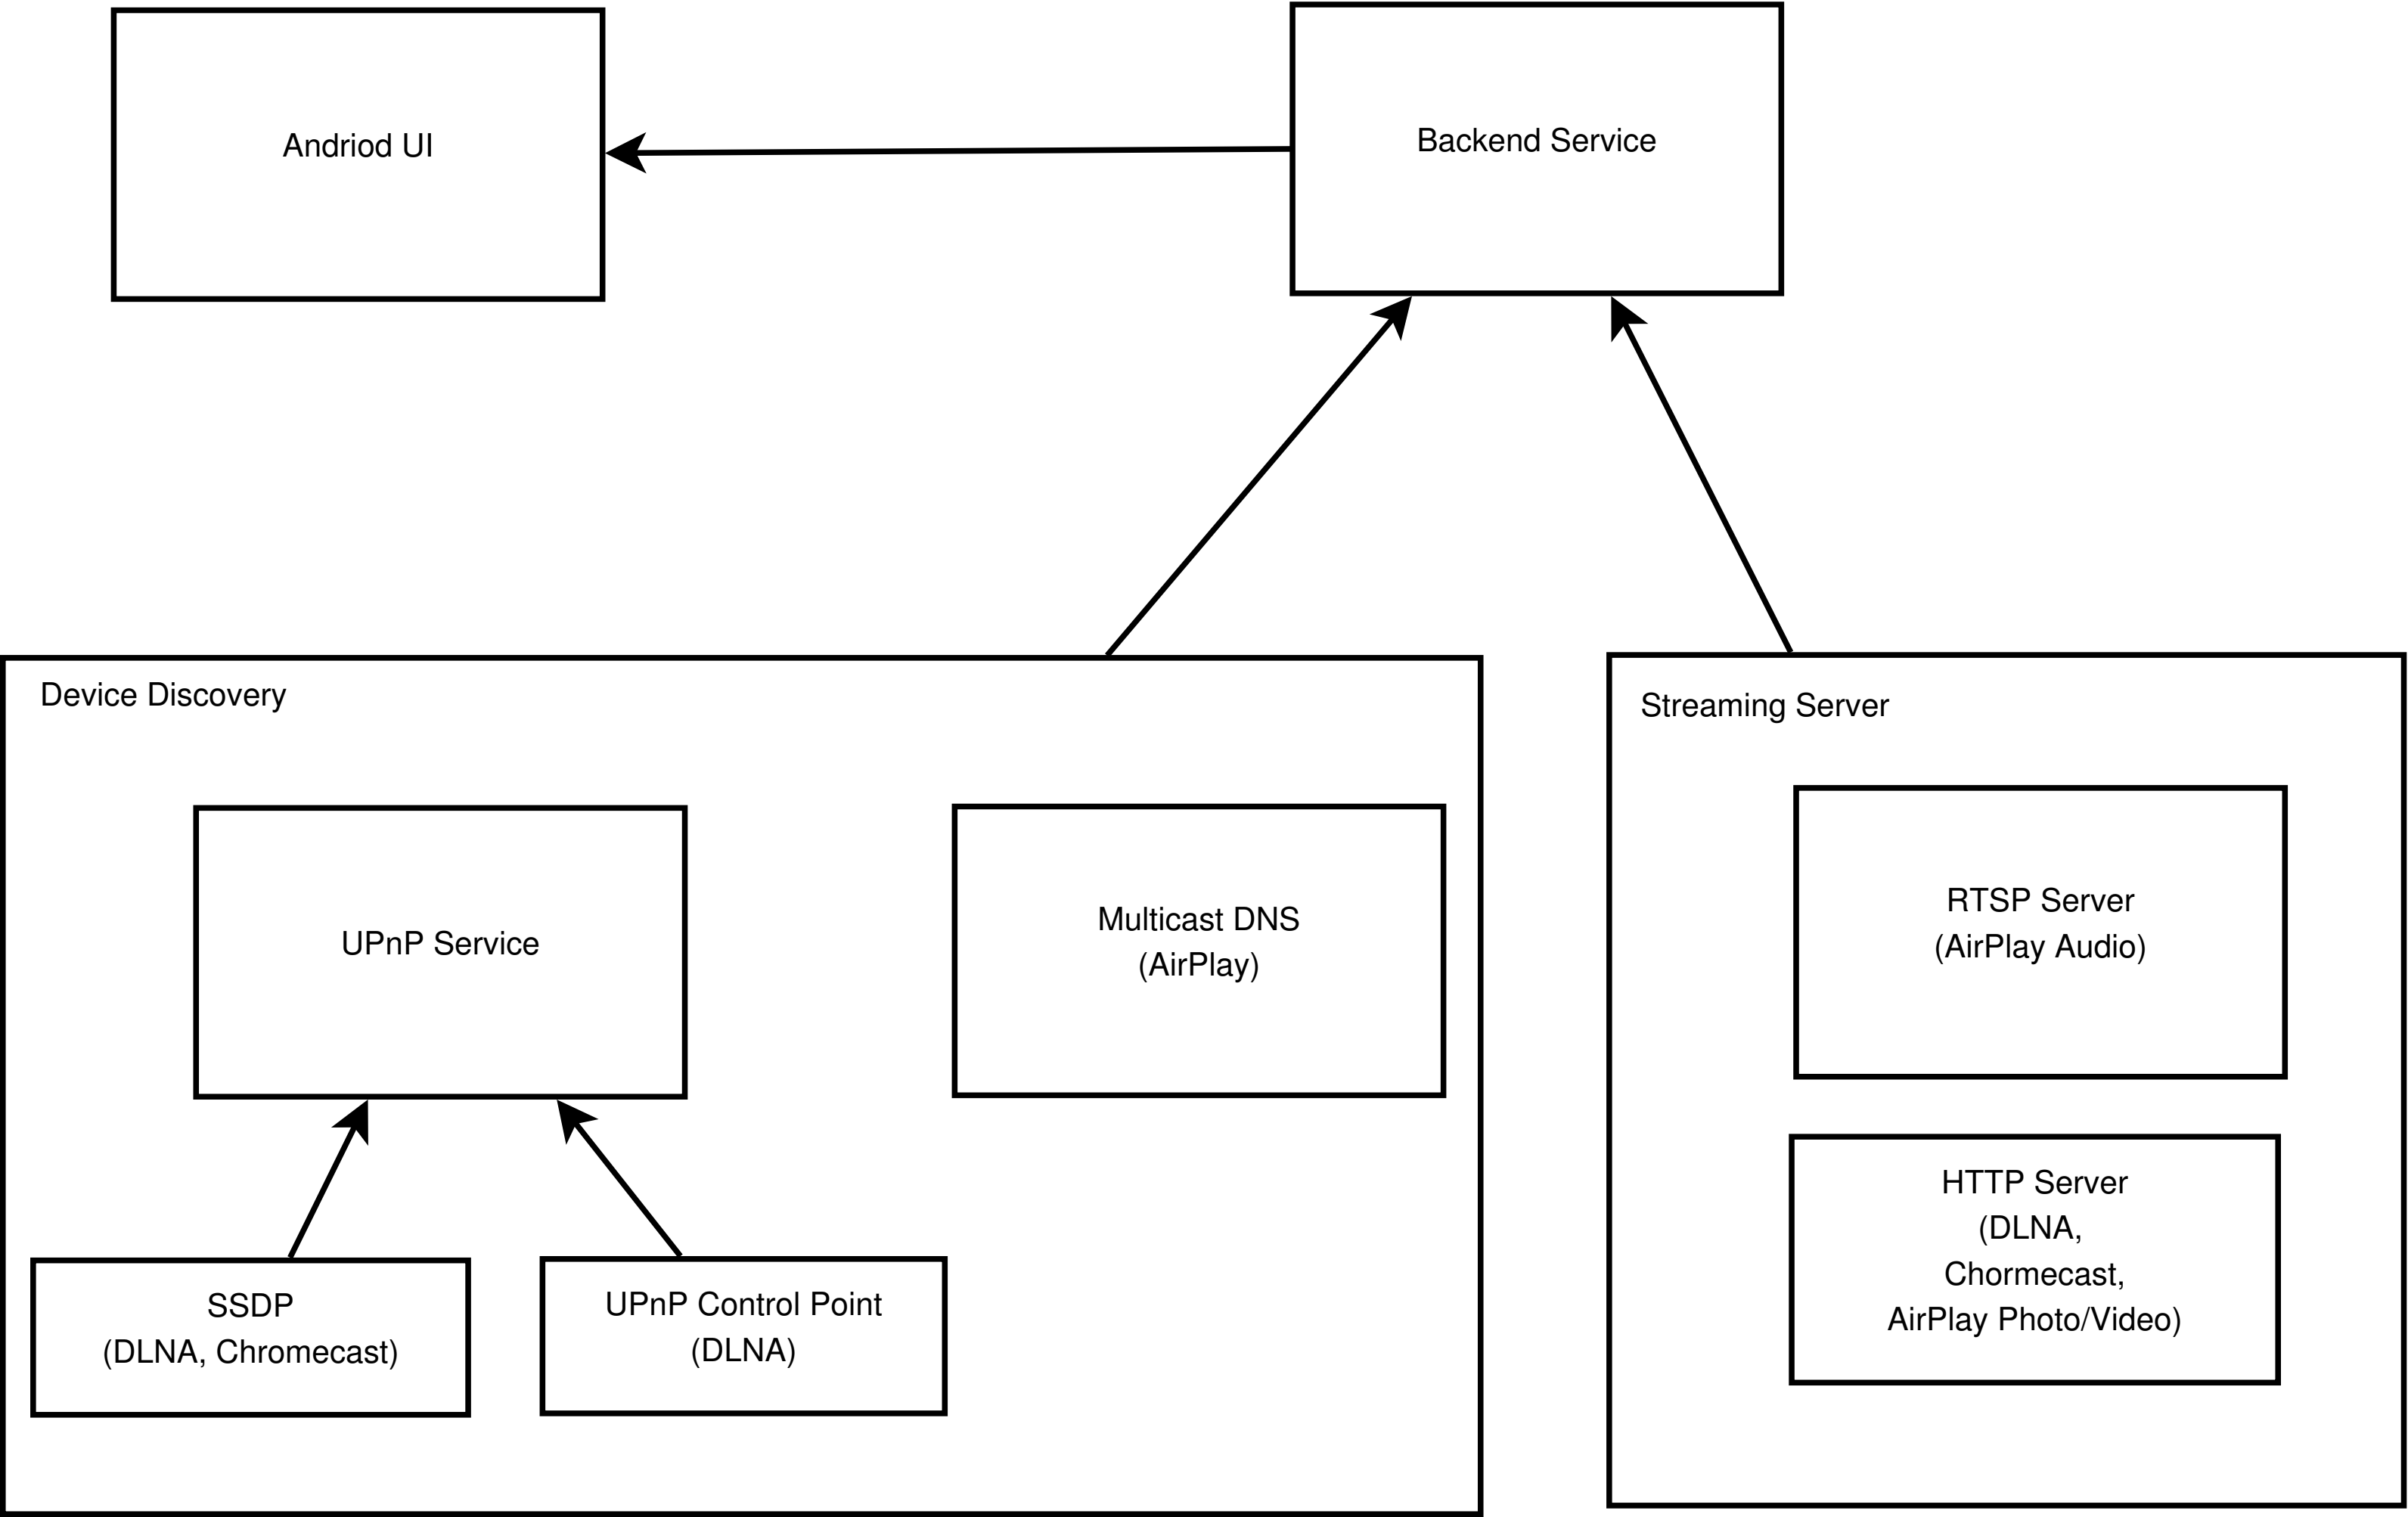 Andriod UI
Backend Service
Device Discovery
UPnP Service
Multicast DNS
(AirPlay)
SSDP
(DLNA, Chromecast)
UPnP Control Point
(DLNA)
Streaming Server
RTSP Server
(AirPlay Audio)
HTTP Server
(DLNA,
Chormecast,
AirPlay Photo/Video)